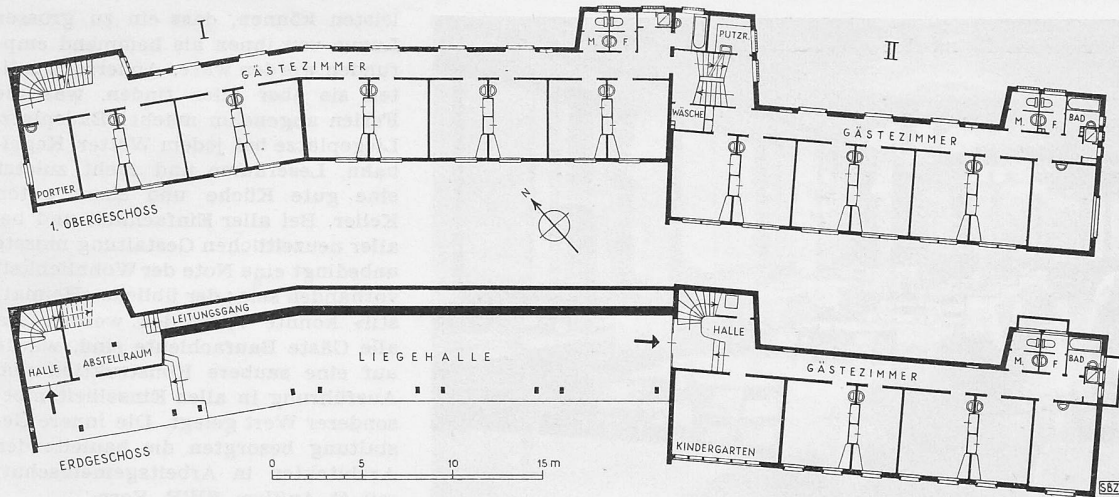 I
M. F
PUTZR.
II
GÄSTEZIMMER
WÄSCHE
GÄSTEZIMMER
M. F
BAD
PORTIER
1. OBERGESCHOSS
N
LEITUNGSGANG
HALLE
ABSTELLRAUM
LIEGEHALLE
HALLE
GÄSTEZIMMER
M. F
BAD
KINDERGARTEN
ERDGESCHOSS
0 5 10 15 m
SBZ